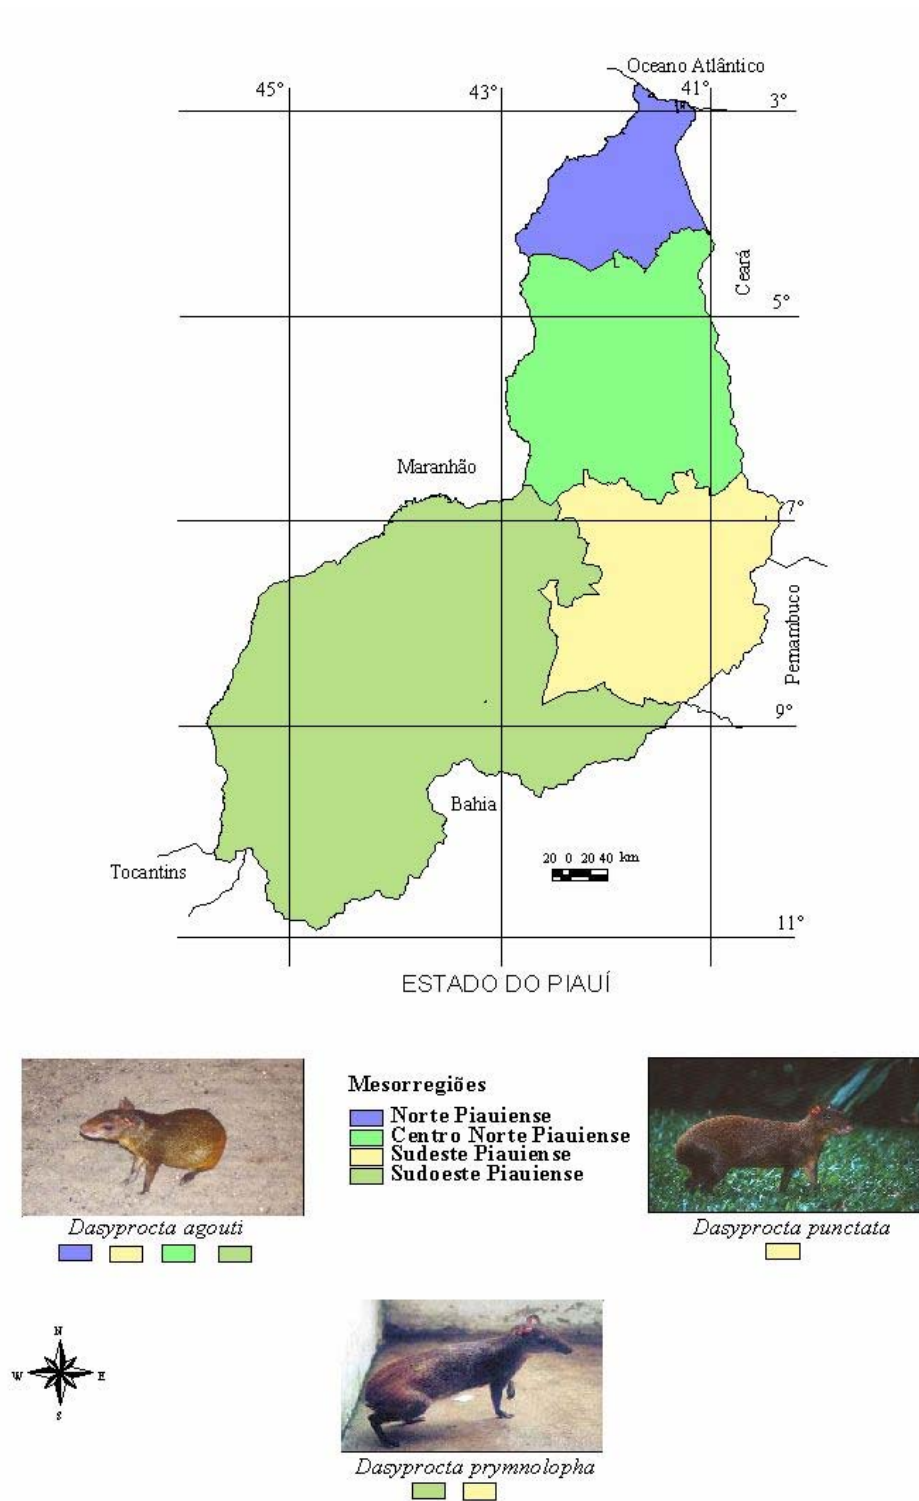 Oceano Atlântico
45°
43°
41°
3°
Ceará
5°
Maranhão
7°
Pernambuco
9°
Bahia
20 0 20 40 km
Tocantins
11°
ESTADO DO PIAUÍ
Mesorregiões
Norte Piauiense
Centro Norte Piauiense
Sudeste Piauiense
Sudoeste Piauiense
Dasyprocta agouti
Dasyprocta punctata
N
W E
S
Dasyprocta prymnolopha